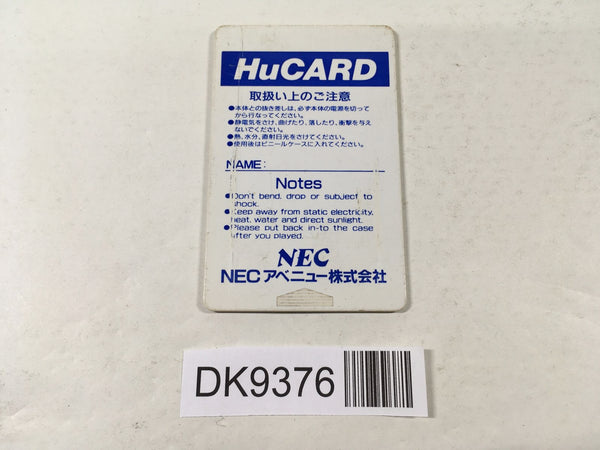 HuCARD
取扱い上のご注意
●本体との抜き差しは、必ず本体の電源を切って
から行なってください。
●静電気をさけ、曲げたり、落したり、衝撃を与え
ないでください。
●熱、水分、直射日光をさけてください。
●使用後はビニールケースに入れてください。
NAME:
Notes
●Don't bend, drop or subject to
shock.
●Keep away from static electricity,
heat, water and direct sunlight.
●Please put back in-to the case
after you played.
NEC
NECアベニュー株式会社
DK9376